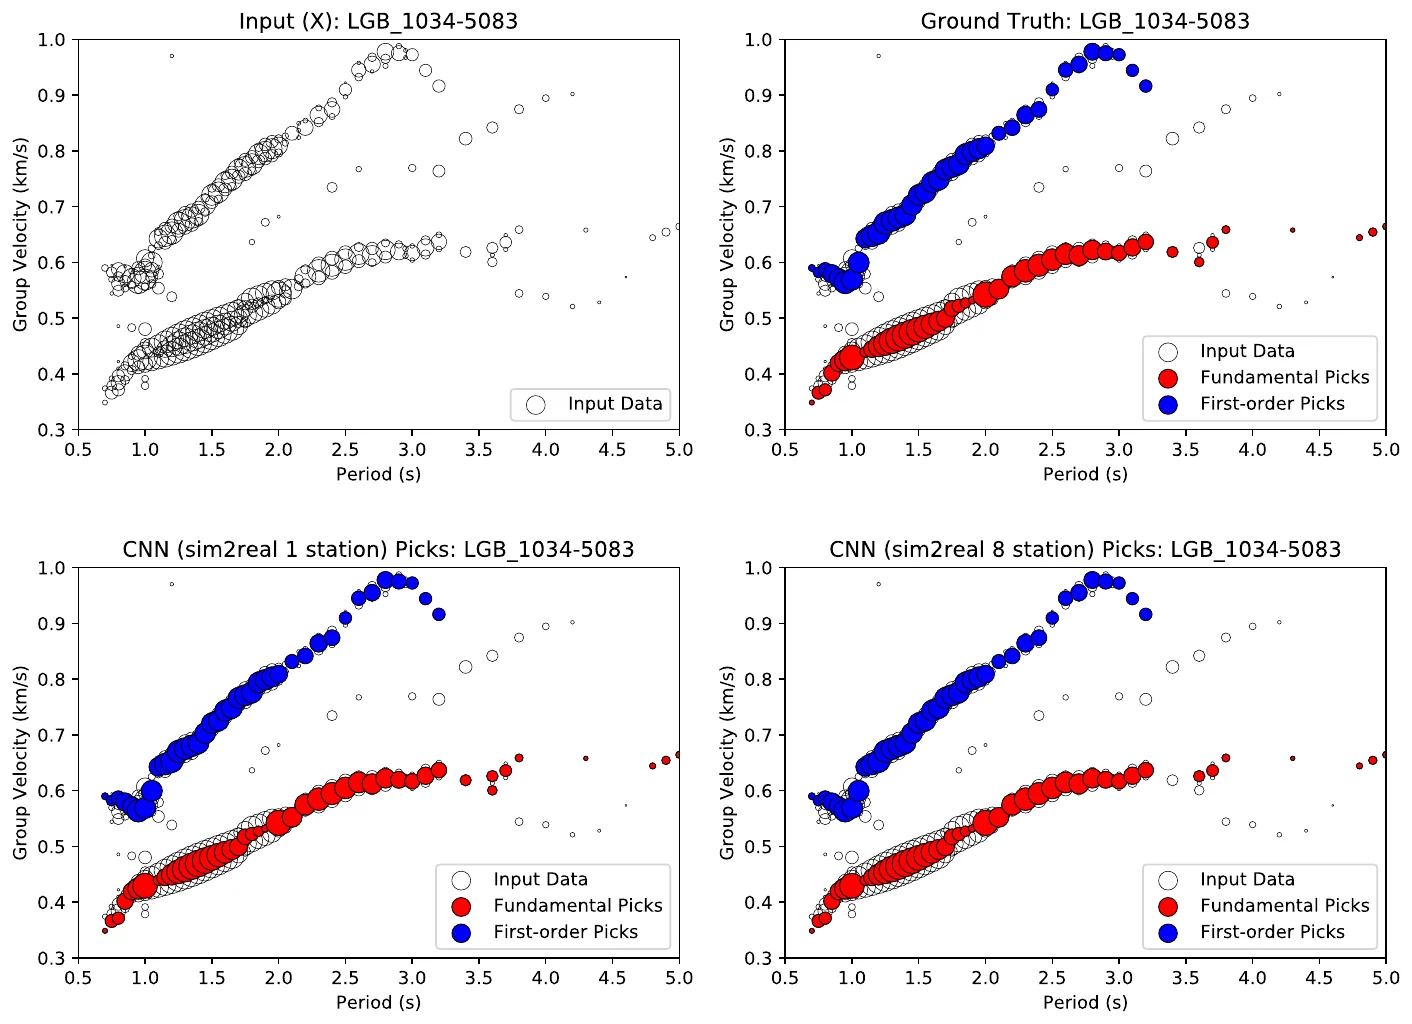 Input (X): LGB_1034-5083
1.0
0.9
0.8
0.7
0.6
0.5
0.4
0.3
Group Velocity (km/s)
Input Data
0.5 1.0 1.5 2.0 2.5 3.0 3.5 4.0 4.5 5.0
Period (s)
Ground Truth: LGB_1034-5083
1.0
0.9
0.8
0.7
0.6
0.5
0.4
0.3
Group Velocity (km/s)
Input Data
Fundamental Picks
First-order Picks
0.5 1.0 1.5 2.0 2.5 3.0 3.5 4.0 4.5 5.0
Period (s)
CNN (sim2real 1 station) Picks: LGB_1034-5083
1.0
0.9
0.8
0.7
0.6
0.5
0.4
0.3
Group Velocity (km/s)
Input Data
Fundamental Picks
First-order Picks
0.5 1.0 1.5 2.0 2.5 3.0 3.5 4.0 4.5 5.0
Period (s)
CNN (sim2real 8 station) Picks: LGB_1034-5083
1.0
0.9
0.8
0.7
0.6
0.5
0.4
0.3
Group Velocity (km/s)
Input Data
Fundamental Picks
First-order Picks
0.5 1.0 1.5 2.0 2.5 3.0 3.5 4.0 4.5 5.0
Period (s)